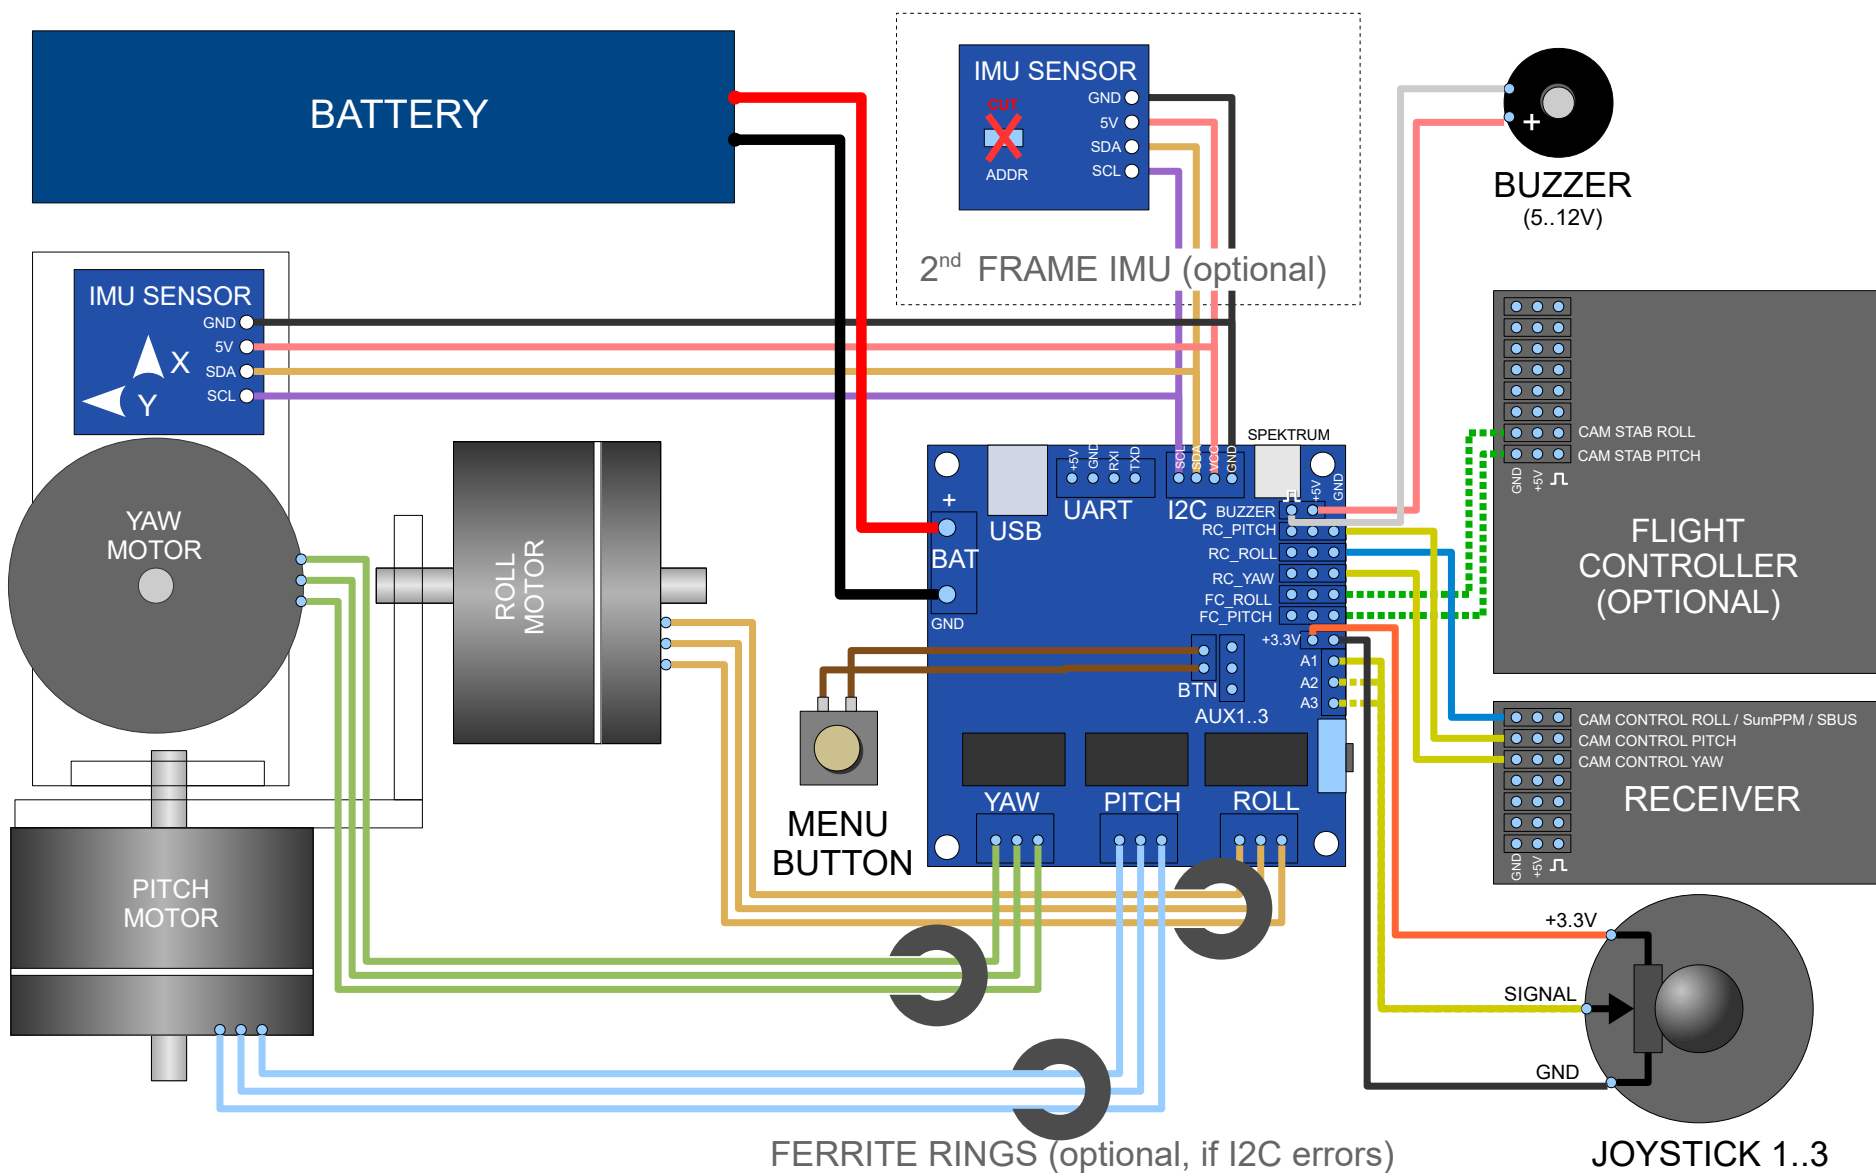 BATTERY
IMU SENSOR
GND
5V
SDA
SCL
CUT
ADDR
2nd FRAME IMU (optional)
+
BUZZER
(5..12V)
IMU SENSOR
GND
5V
SDA
SCL
X
Y
YAW
MOTOR
ROLL
MOTOR
PITCH
MOTOR
SPEKTRUM
+5V
GND
RXI
TXD
UART
SCL
SDA
VCC
GND
I2C
USB
+
BAT
GND
+5V
GND
BUZZER
RC_PITCH
RC_ROLL
RC_YAW
FC_ROLL
FC_PITCH
+3.3V
A1
A2
A3
BTN
AUX1..3
YAW
PITCH
ROLL
MENU
BUTTON
CAM STAB ROLL
CAM STAB PITCH
GND
+5V
FLIGHT
CONTROLLER
(OPTIONAL)
CAM CONTROL ROLL / SumPPM / SBUS
CAM CONTROL PITCH
CAM CONTROL YAW
RECEIVER
GND
+5V
+3.3V
SIGNAL
GND
JOYSTICK 1..3
FERRITE RINGS (optional, if I2C errors)